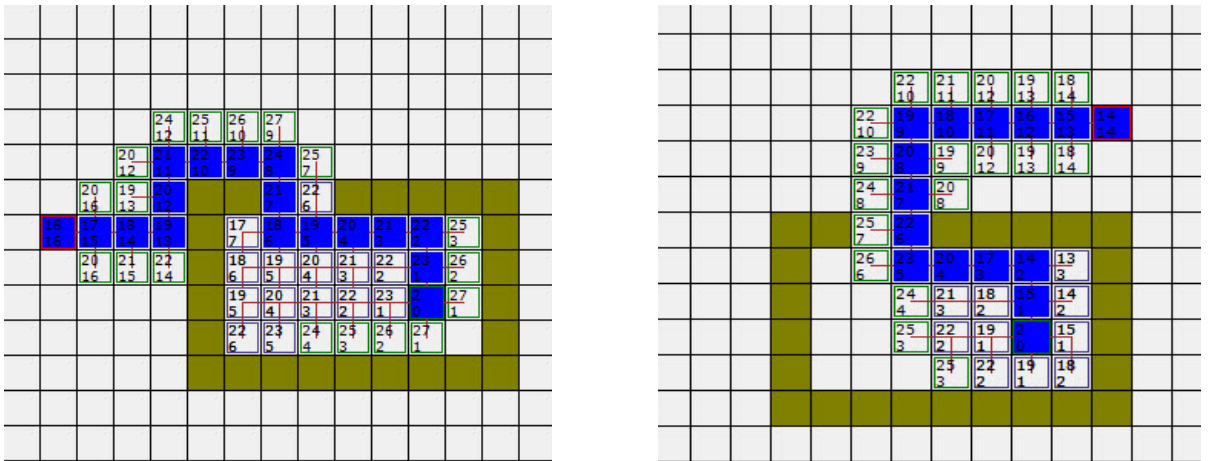 24 25 26 27
12 11 10 9
20 21 22 23 24 25
12 11 10 9 8 7
20 19 20 21 22
16 13 12 7 6
16 17 18 19 17 18 19 20 21 22 25
16 15 14 13 7 6 5 4 3 2 3
20 21 22 18 19 20 21 22 23 26
16 15 14 6 5 4 3 2 1 2
19 20 21 22 23 2 27
5 4 3 2 1 0 1
22 23 24 25 26 27
6 5 4 3 2 1
22 21 20 19 18
10 11 12 13 14
22 19 18 17 16 15 14
10 9 10 11 12 13 14
23 20 19 20 19 18
9 8 9 12 13 14
24 21 20
8 7 8
25 22
7 6
26 23 20 17 14 13
6 5 4 3 2 3
24 21 18 15 14
4 3 2 1 2
25 22 19 2 15
3 2 1 0 1
25 22 19 18
3 2 1 2